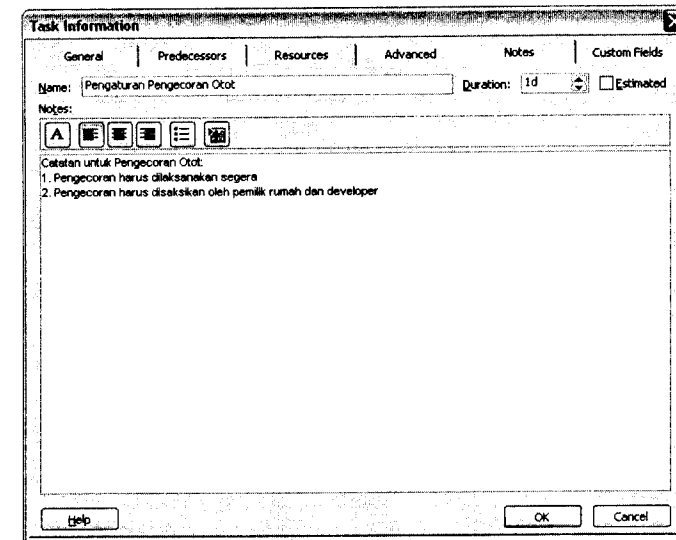 Task Information
General Predecessors Resources Advanced Notes Custom Fields
Name: Pengaturan Pengecoran Otot Duration: 1d Estimated
Notes:
A
Catatan untuk Pengecoran Otot:
1. Pengecoran harus dilaksanakan segera
2. Pengecoran harus disaksikan oleh pemilik rumah dan developer
Help OK Cancel